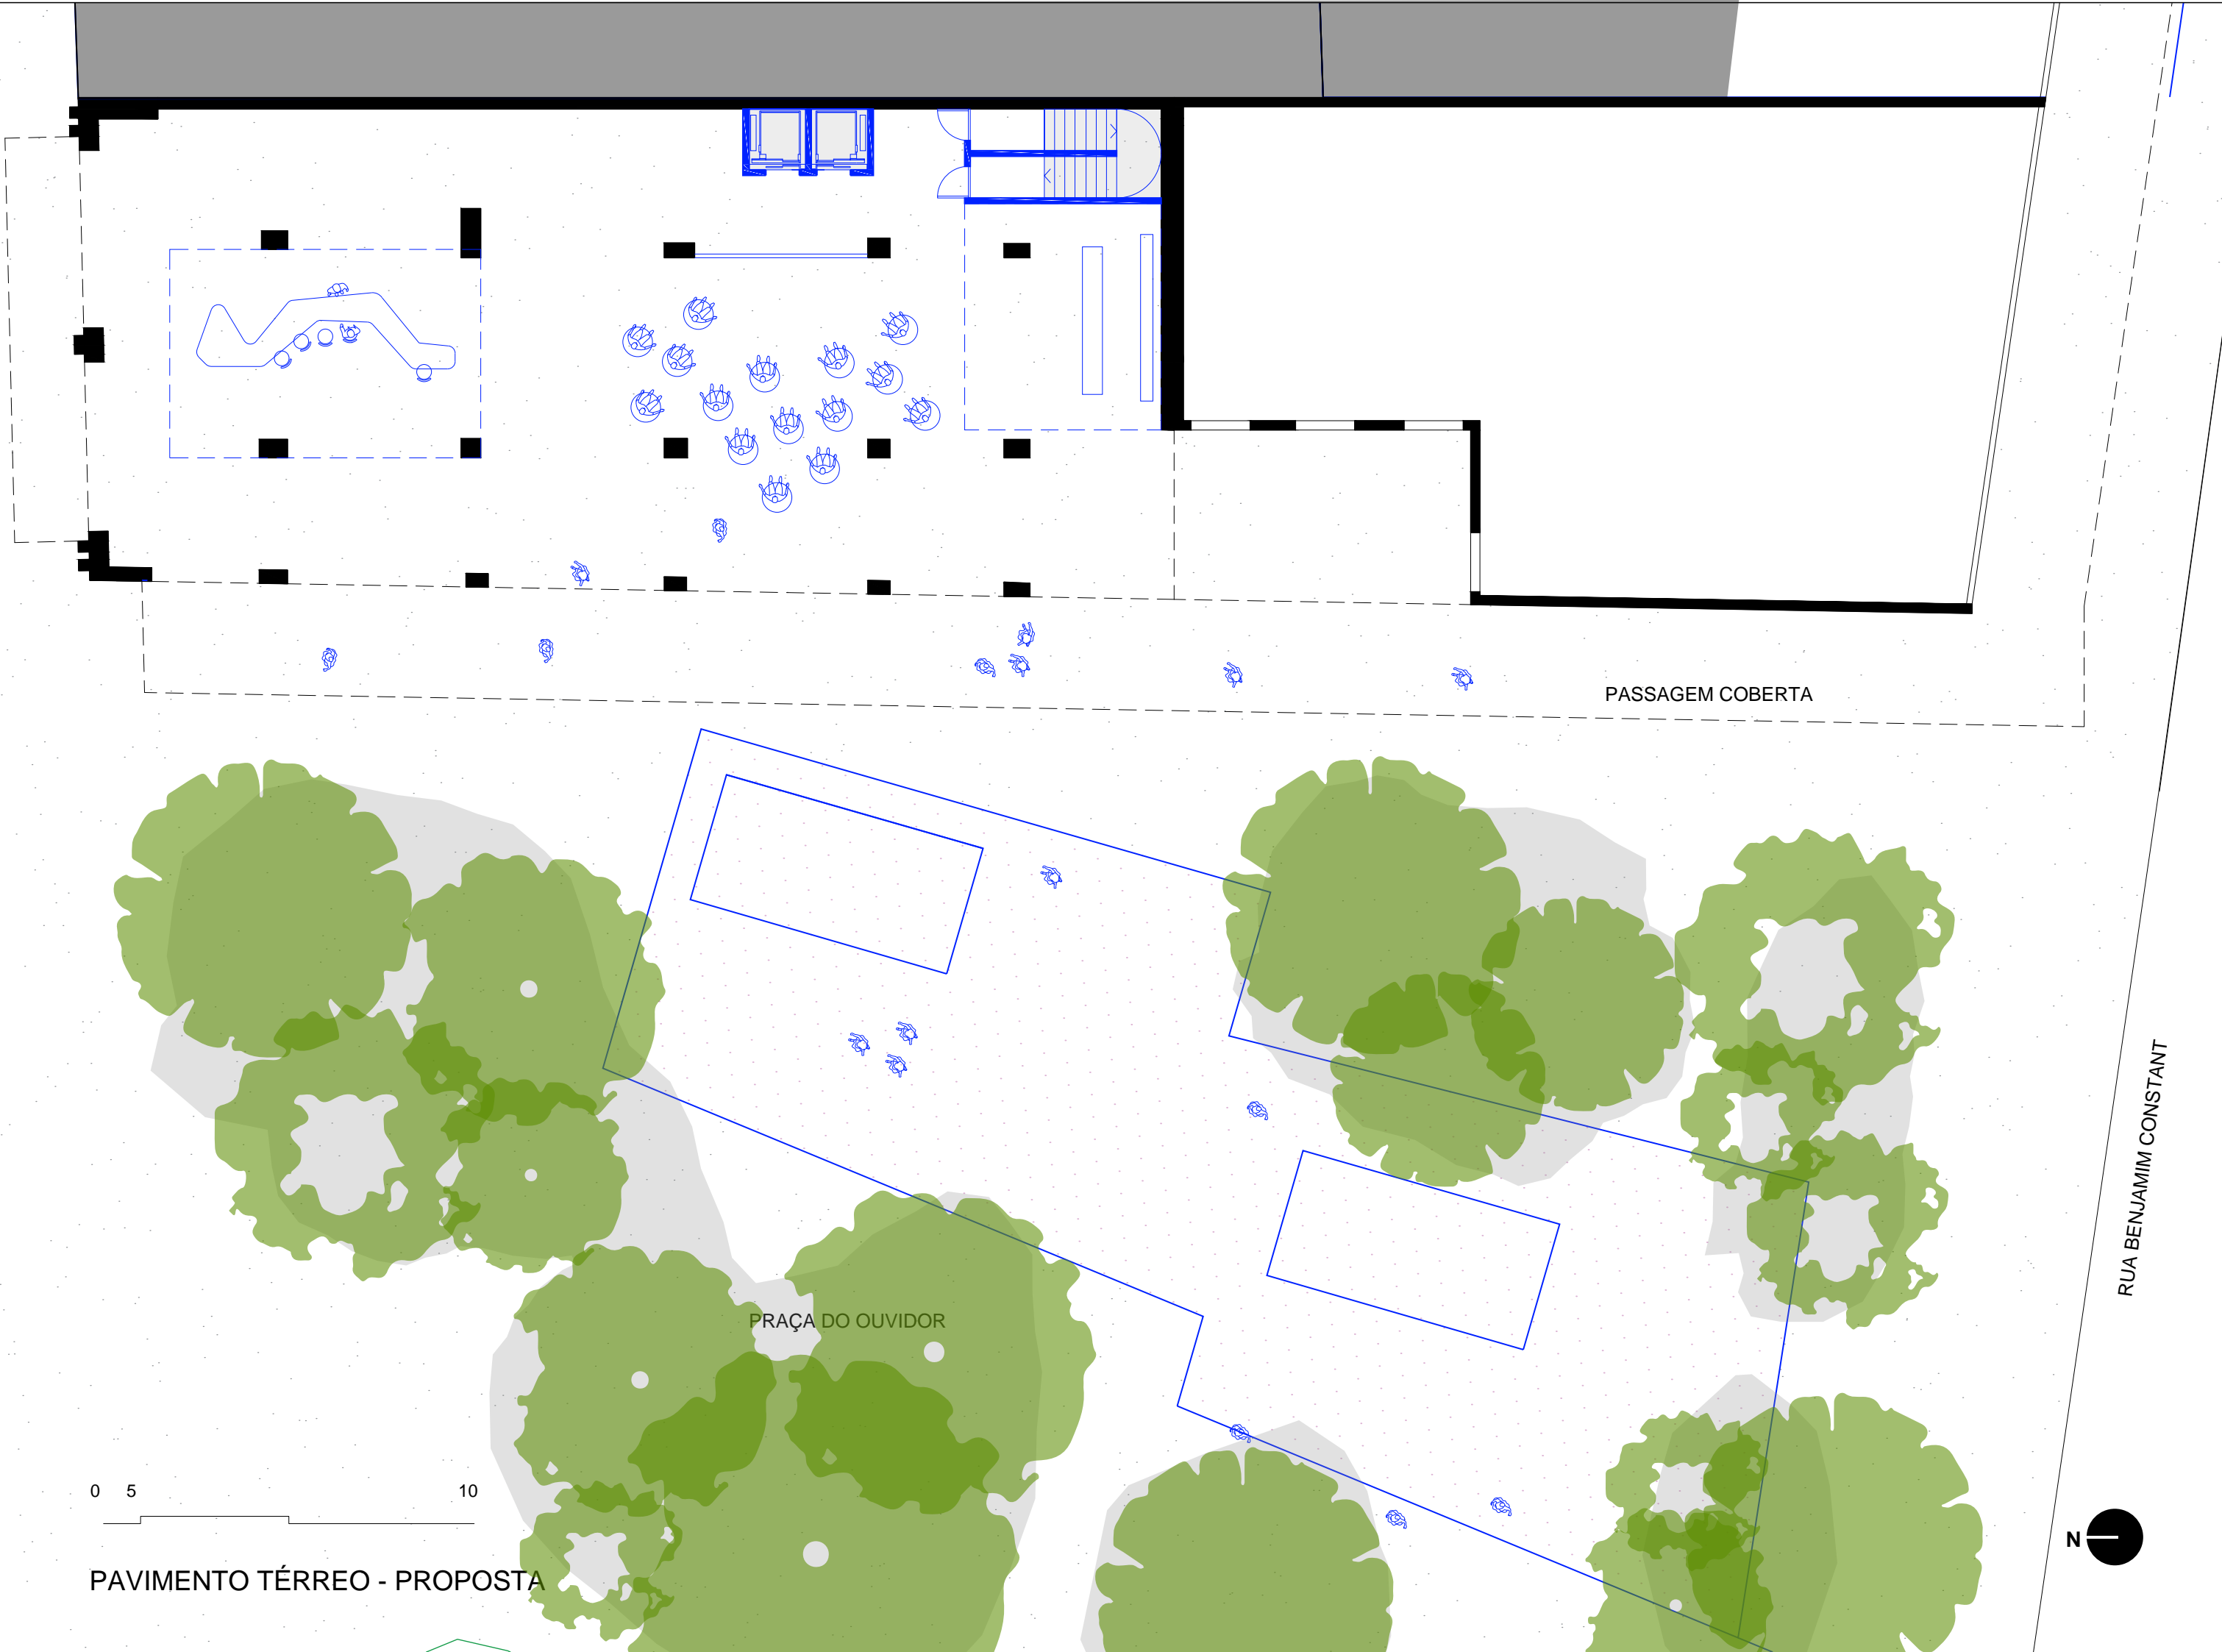 PASSAGEM COBERTA
RUA BENJAMIM CONSTANT
PRAÇA DO OUVIDOR
0 5 10
N
PAVIMENTO TÉRREO - PROPOSTA